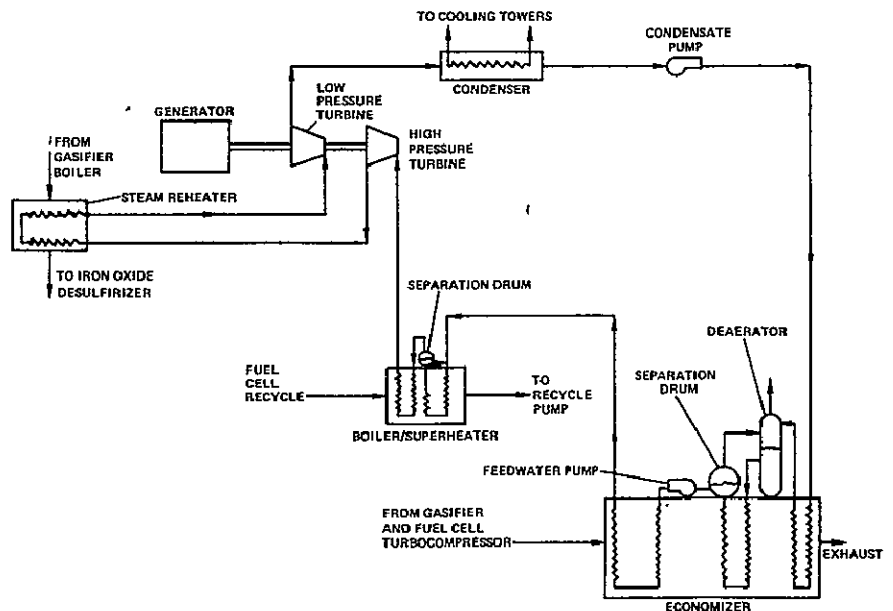 TO COOLING TOWERS
CONDENSER
CONDENSATE
PUMP
LOW
PRESSURE
TURBINE
GENERATOR
HIGH
PRESSURE
TURBINE
FROM
GASIFIER
BOILER
STEAM REHEATER
TO IRON OXIDE
DESULFIRIZER
SEPARATION DRUM
FUEL
CELL
RECYCLE
TO
RECYCLE
PUMP
BOILER/SUPERHEATER
DEAERATOR
SEPARATION
DRUM
FEEDWATER PUMP
FROM GASIFIER
AND FUEL CELL
TURBOCOMPRESSOR
EXHAUST
ECONOMIZER